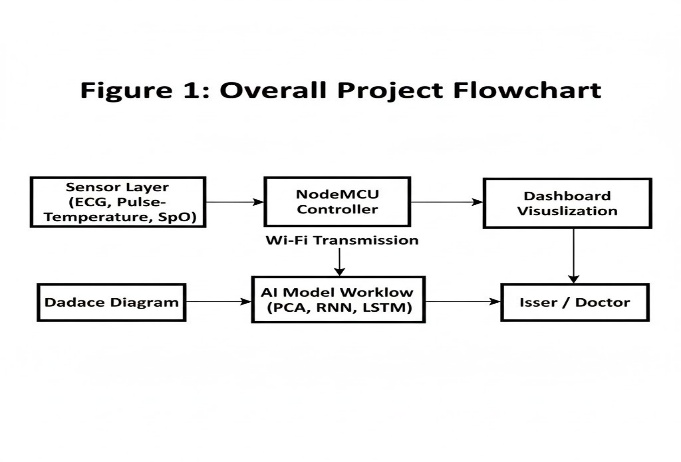 Figure 1: Overall Project Flowchart
Sensor Layer
(ECG, Pulse-
Temperature, SpO)
NodeMCU
Controller
Dashboard
Visuslization
Wi-Fi Transmission
Dadace Diagram
AI Model Worklow
(PCA, RNN, LSTM)
Isser / Doctor